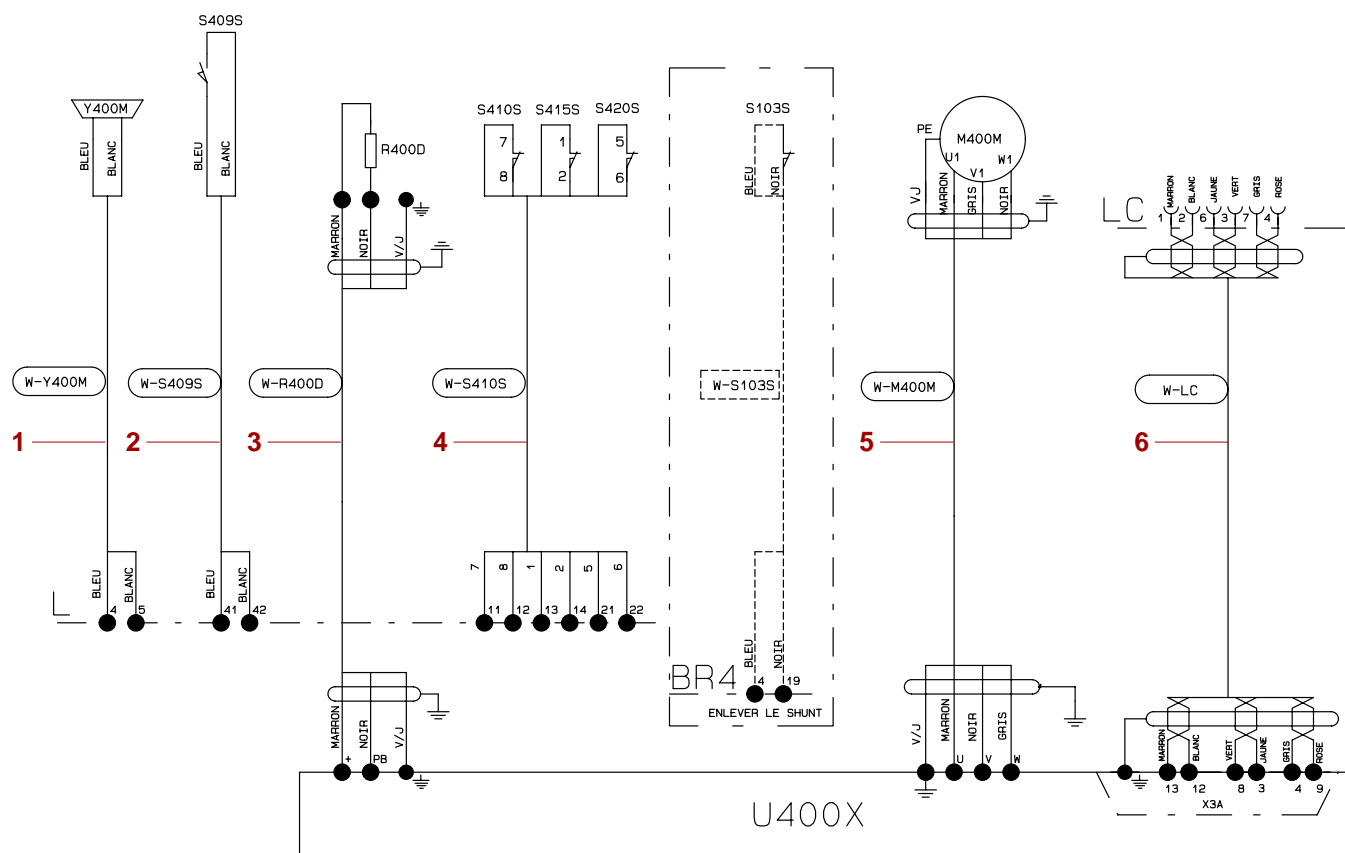 S409S
Y400M
BLEU
BLANC
BLEU
BLANC
R400D
MARRON
NOIR
V/J
S410S S415S S420S
7 1 5
8 2 6
S103S
BLEU
NOIR
PE
M400M
U1
V1
W1
VJ
MARRON
GRIS
NOIR
LC
MARRON
BLANC
JAUNE
VERT
GRIS
ROSE
1 2 6 3 7 4
W-Y400M
W-S409S
W-R400D
W-S410S
W-S103S
W-M400M
W-LC
1 2 3 4 5 6
BLEU
BLANC
4 5
BLEU
BLANC
41 42
7 8 1 2 5 6
11 12 13 14 21 22
BLEU
NOIR
BR4
4 19
ENLEVER LE SHUNT
MARRON
NOIR
V/J
+ PB
V/J
MARRON
NOIR
GRIS
U V W
MARRON
BLANC
VERT
JAUNE
GRIS
ROSE
13 12 8 3 4 9
X3A
U400X